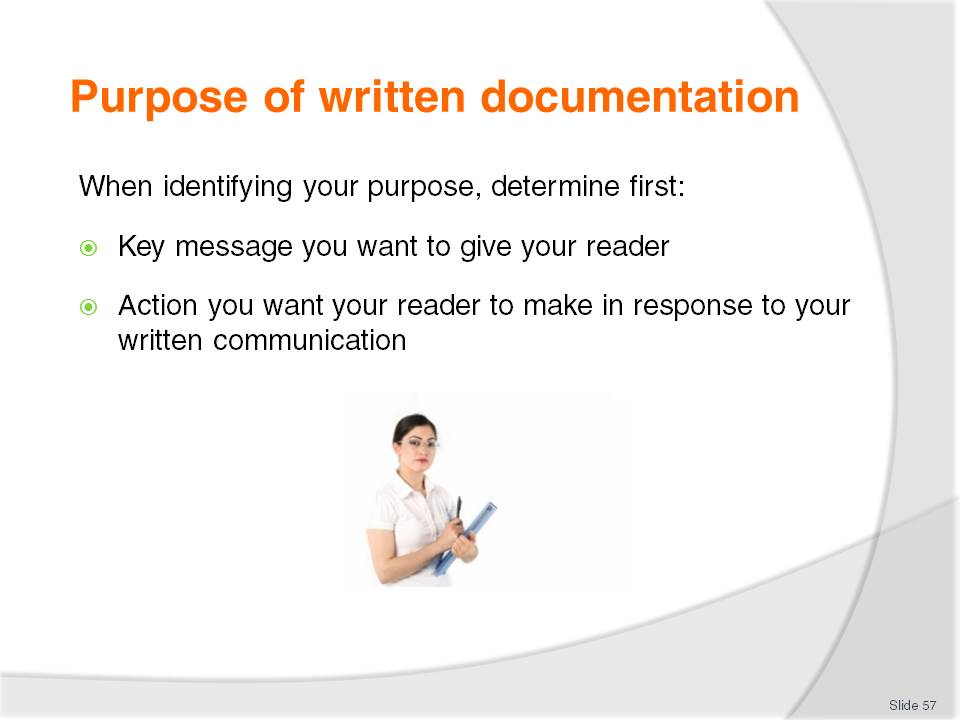 Purpose of written documentation
When identifying your purpose, determine first:
Key message you want to give your reader
Action you want your reader to make in response to your
written communication
Slide 57